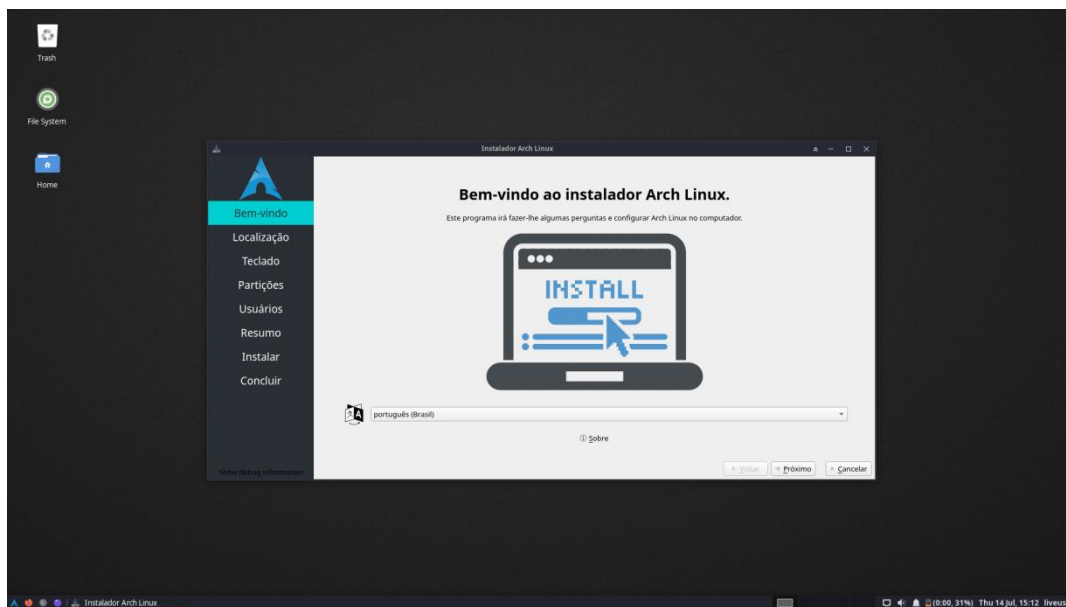 Trash
File System
Home
Instalador Arch Linux
Bem-vindo
Localização
Teclado
Partições
Usuários
Resumo
Instalar
Concluir
Show debug information
Bem-vindo ao instalador Arch Linux.
Este programa irá fazer-lhe algumas perguntas e configurar Arch Linux no computador.
INSTALL
A
português (Brasil)
Sobre
Voltar
Próximo
Cancelar
Instalador Arch Linux
(0:00, 31%) Thu 14 Jul, 15:12 liveus